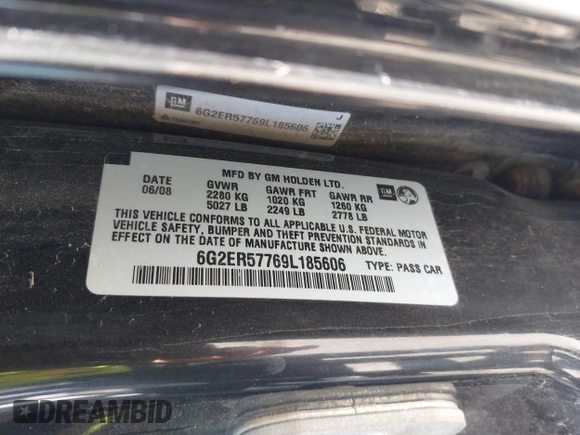 GM
6G2ER57769L185606
J
MFD BY GM HOLDEN LTD.
DATE GVWR GAWR FRT GAWR RR
06/08 2280 KG 1020 KG 1260 KG
5027 LB 2249 LB 2778 LB
GM
THIS VEHICLE CONFORMS TO ALL APPLICABLE U.S. FEDERAL MOTOR
VEHICLE SAFETY, BUMPER AND THEFT PREVENTION STANDARDS IN
EFFECT ON THE DATE OF MANUFACTURE SHOWN ABOVE.
6G2ER57769L185606
TYPE: PASS CAR
DREAMBID